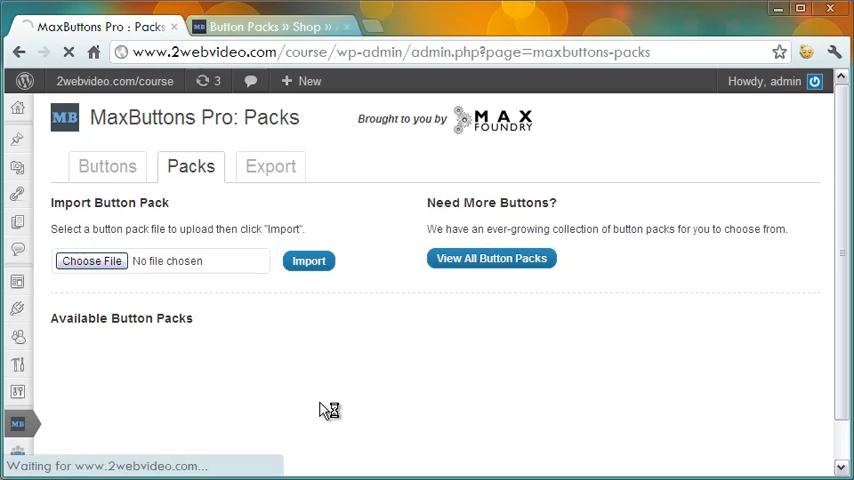 MaxButtons Pro : Packs ×
Button Packs » Shop » ×
www.2webvideo.com/course/wp-admin/admin.php?page=maxbuttons-packs
2webvideo.com/course 3 + New Howdy, admin
MB MaxButtons Pro: Packs Brought to you by MAX FOUNDRY
Buttons Packs Export
Import Button Pack
Select a button pack file to upload then click "Import".
Choose File No file chosen Import
Need More Buttons?
We have an ever-growing collection of button packs for you to choose from.
View All Button Packs
Available Button Packs
MB
Waiting for www.2webvideo.com...